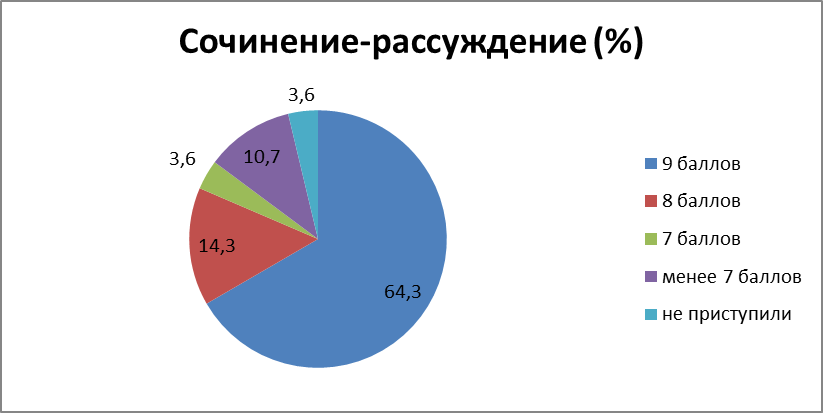 Сочинение-рассуждение (%)
3,6
3,6
10,7
14,3
64,3
9 баллов
8 баллов
7 баллов
менее 7 баллов
не приступили